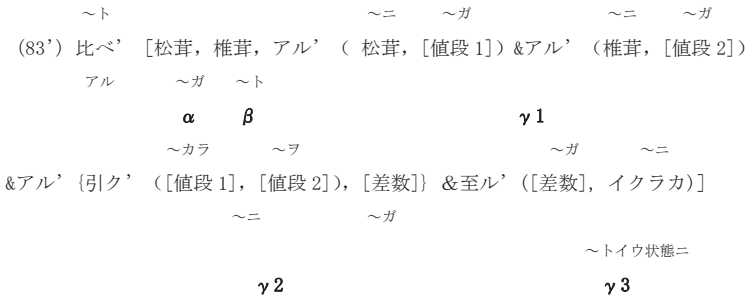 ～ト ～ニ ～ガ ～ニ ～ガ
(83’) 比べ’ [松茸，椎茸，アル’（ 松茸，[値段 1]）&アル’（椎茸，[値段 2]）
アル ～ガ ～ト
α β γ1
～カラ ～ヲ ～ガ ～ニ
&アル’｛引ク’（[値段 1]，[値段 2]），[差数]｝＆至ル’（[差数]，イクラカ）]
～ニ ～ガ
～トイウ状態ニ
γ2 γ3